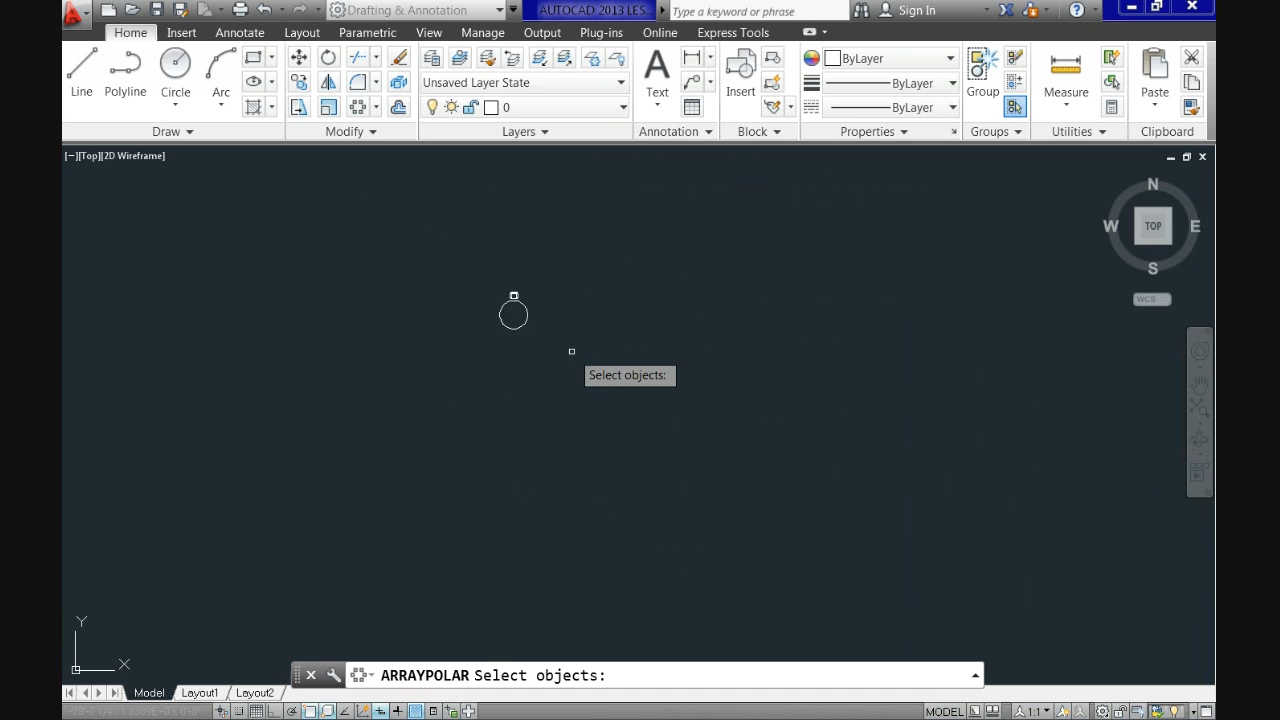 Drafting & Annotation
AUTOCAD 2013 LES
Type a keyword or phrase
Sign In
Home Insert Annotate Layout Parametric View Manage Output Plug-ins Online Express Tools
Line Polyline Circle Arc
Draw
Modify
Unsaved Layer State
0
Layers
Text
Annotation
Insert
Block
ByLayer
ByLayer
ByLayer
Properties
Group
Groups
Measure
Utilities
Paste
Clipboard
[−][Top][2D Wireframe]
N
W TOP E
S
WCS
Select objects:
Y
X
ARRAYPOLAR Select objects:
Model Layout1 Layout2
MODEL
1:1